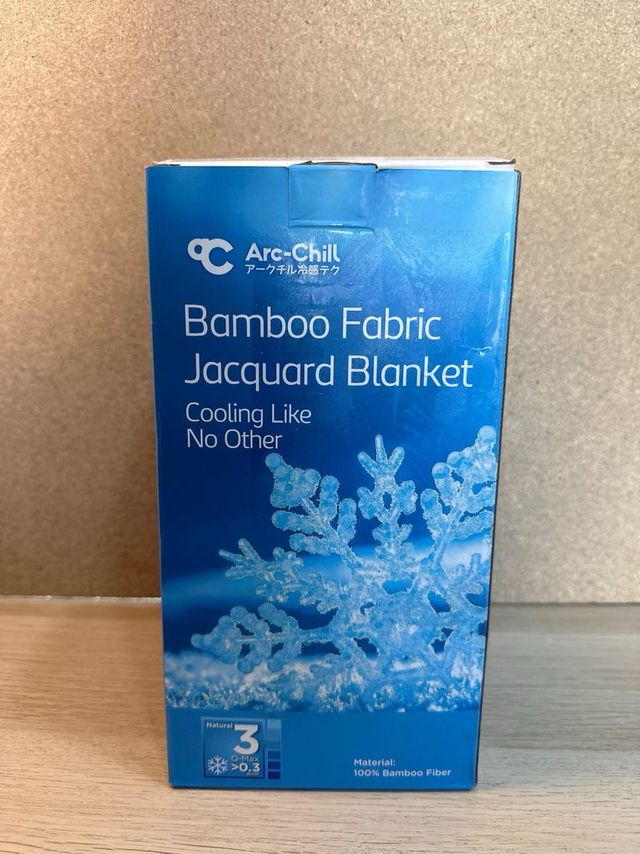 Arc-Chill
アークチル冷感テク
Bamboo Fabric
Jacquard Blanket
Cooling Like
No Other
Natural
3
Q-Max
>0.3
Material:
100% Bamboo Fiber